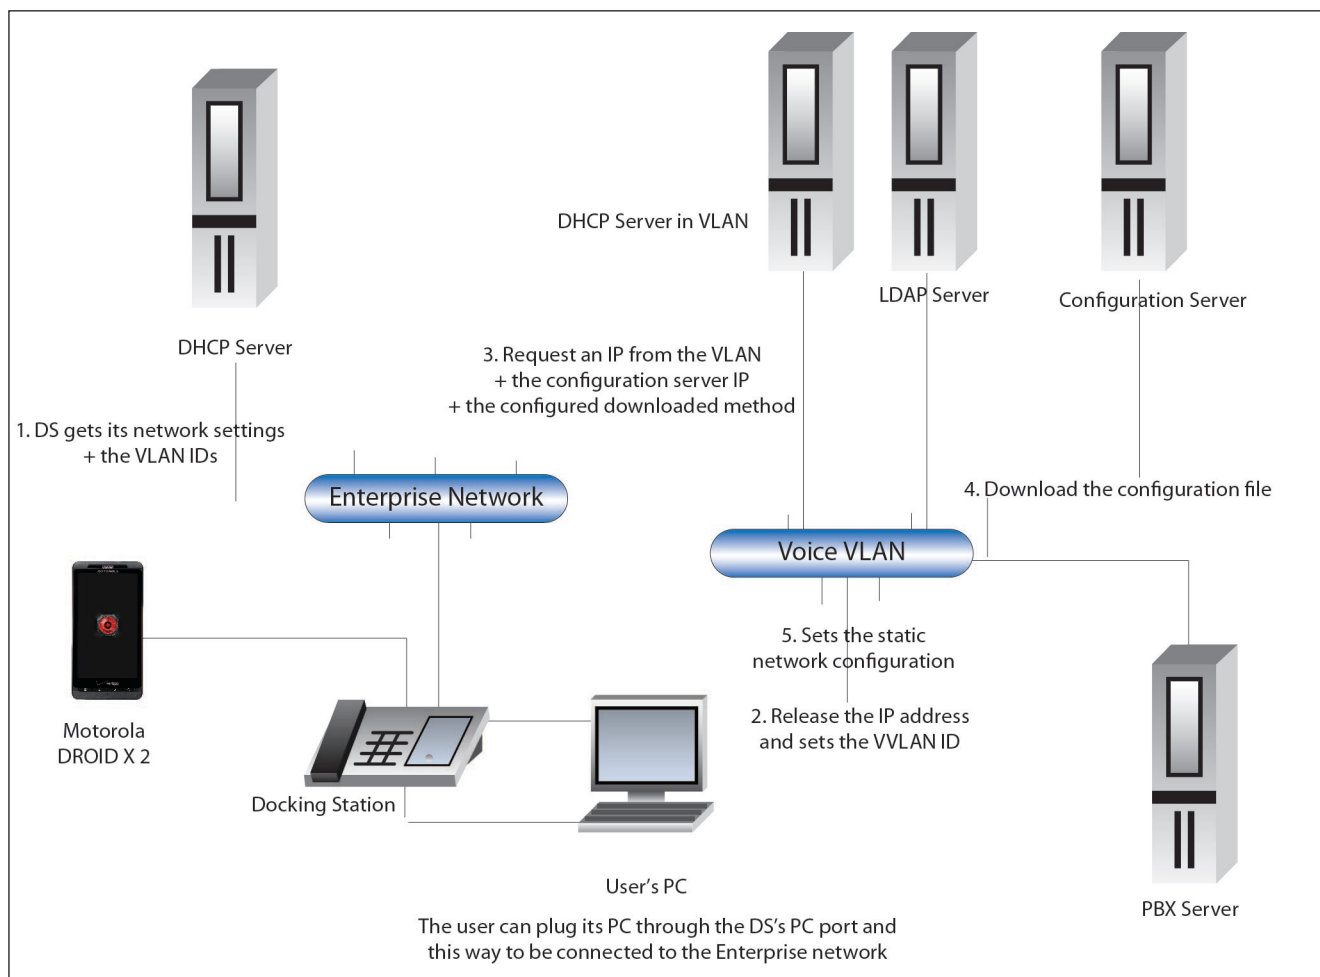 DHCP Server in VLAN
LDAP Server
Configuration Server
DHCP Server
3. Request an IP from the VLAN
+ the configuration server IP
+ the configured downloaded method
1. DS gets its network settings
+ the VLAN IDs
Enterprise Network
4. Download the configuration file
Voice VLAN
5. Sets the static
network configuration
2. Release the IP address
and sets the VVLAN ID
Motorola
DROID X 2
Docking Station
User's PC
PBX Server
The user can plug its PC through the DS's PC port and
this way to be connected to the Enterprise network